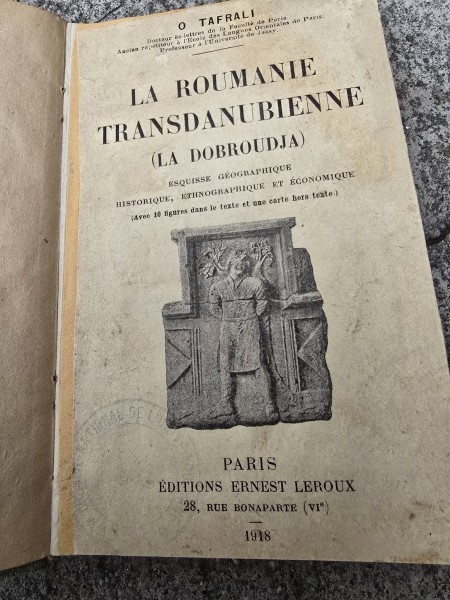 O TAFRALI
Docteur ès-lettres de la Faculté de Paris.
Ancien répétiteur à l'École des Langues Orientales de Paris.
Professeur à l'Université de Jassy.
LA ROUMANIE
TRANSDANUBIENNE
(LA DOBROUDJA)
ESQUISSE GÉOGRAPHIQUE
HISTORIQUE, ETHNOGRAPHIQUE ET ÉCONOMIQUE
(Avec 10 figures dans le texte et une carte hors texte.)
PARIS
ÉDITIONS ERNEST LEROUX
28, RUE BONAPARTE (VIe)
1918